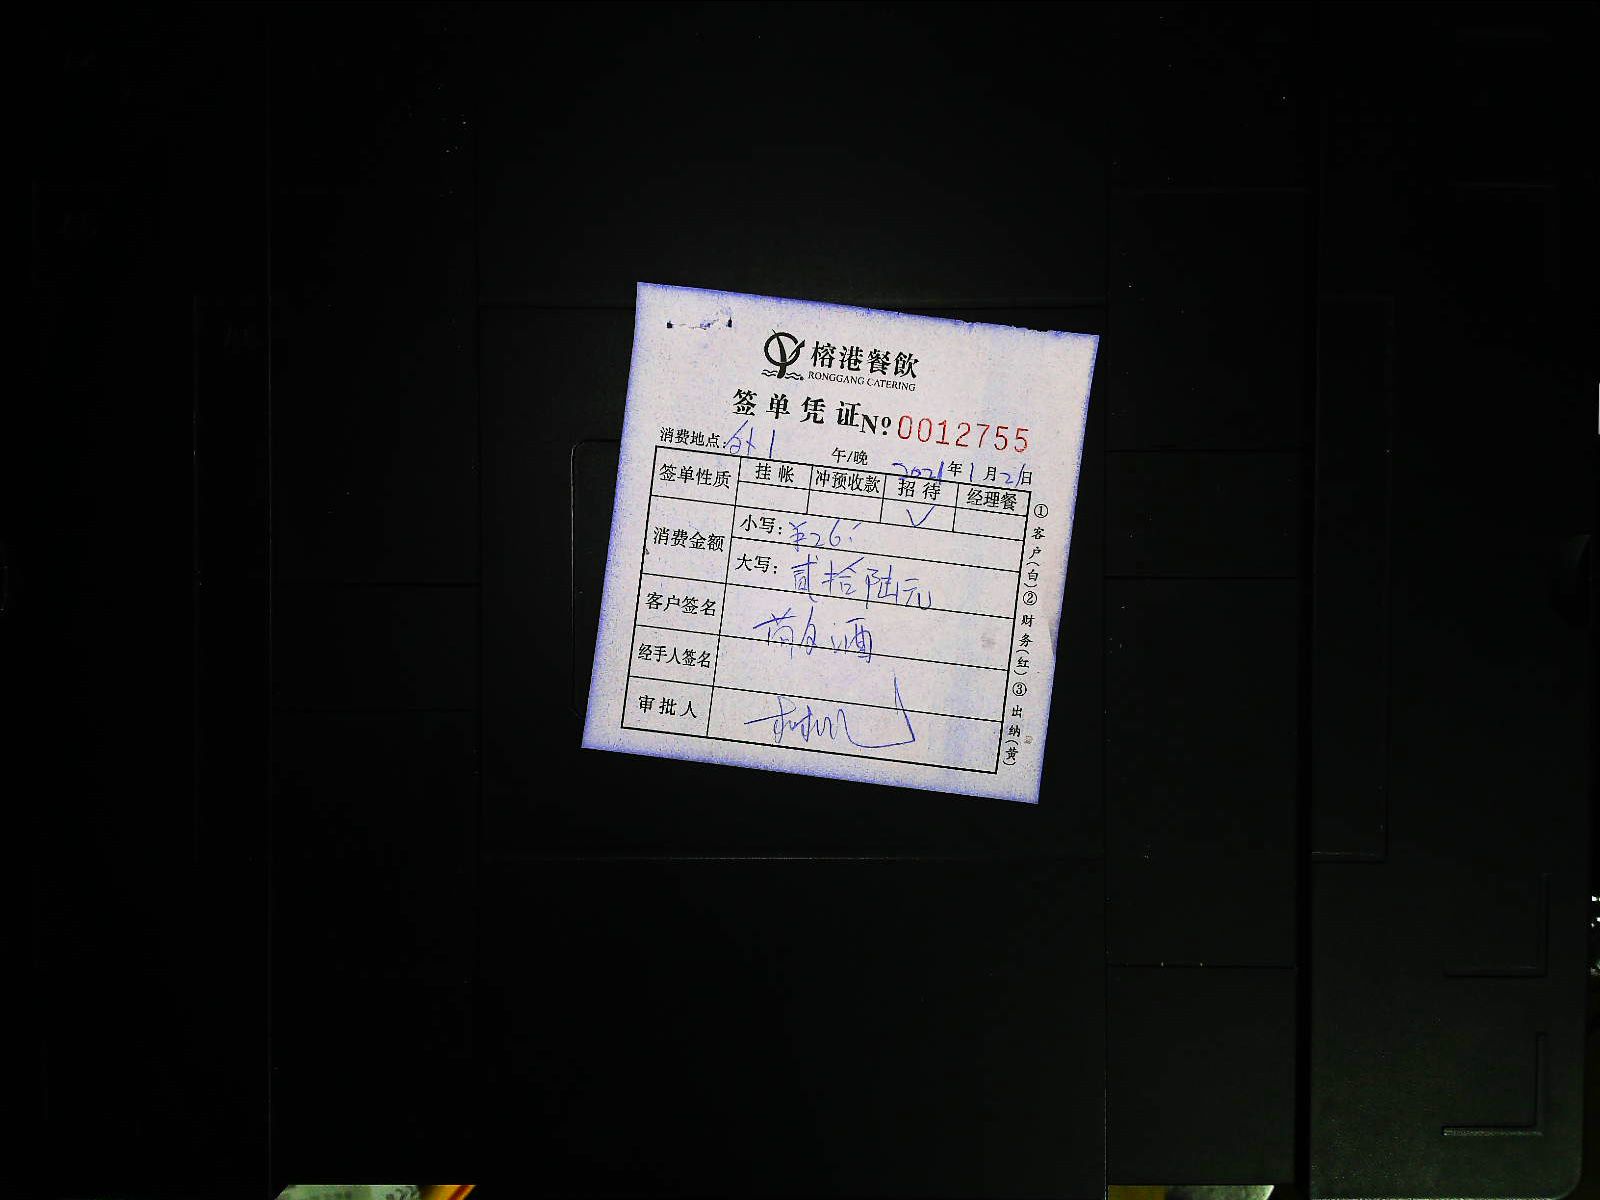 榕港餐飲
RONGGANG CATERING
签单凭证 №0012755
消费地点:外1 午/晚 2021年1月21日
签单性质 挂帐 冲预收款 招待 经理餐
✓
消费金额 小写:¥26
大写:贰拾陆元
客户签名
经手人签名
审批人
①客户(白)②财务(红)③出纳(黄)